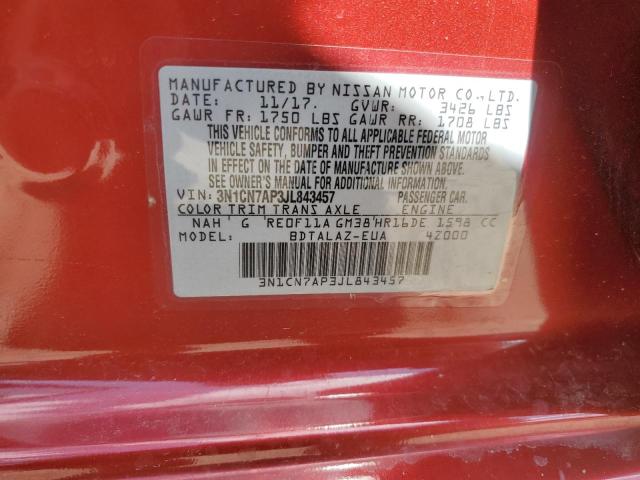 MANUFACTURED BY NISSAN MOTOR CO., LTD.
DATE: 11/17. GVWR: 3426 LBS
GAWR FR: 1750 LBS GAWR RR: 1708 LBS
THIS VEHICLE CONFORMS TO ALL APPLICABLE FEDERAL MOTOR
VEHICLE SAFETY, BUMPER AND THEFT PREVENTION STANDARDS
IN EFFECT ON THE DATE OF MANUFACTURE SHOWN ABOVE.
SEE OWNER'S MANUAL FOR ADDITIONAL INFORMATION.
VIN: 3N1CN7AP3JL843457 PASSENGER CAR.
COLOR TRIM TRANS AXLE ENGINE
NAH G RE0F11A GM38 HR16DE 1598 CC
MODEL: BDTALAZ-EUA 4Z000
3N1CN7AP3JL843457